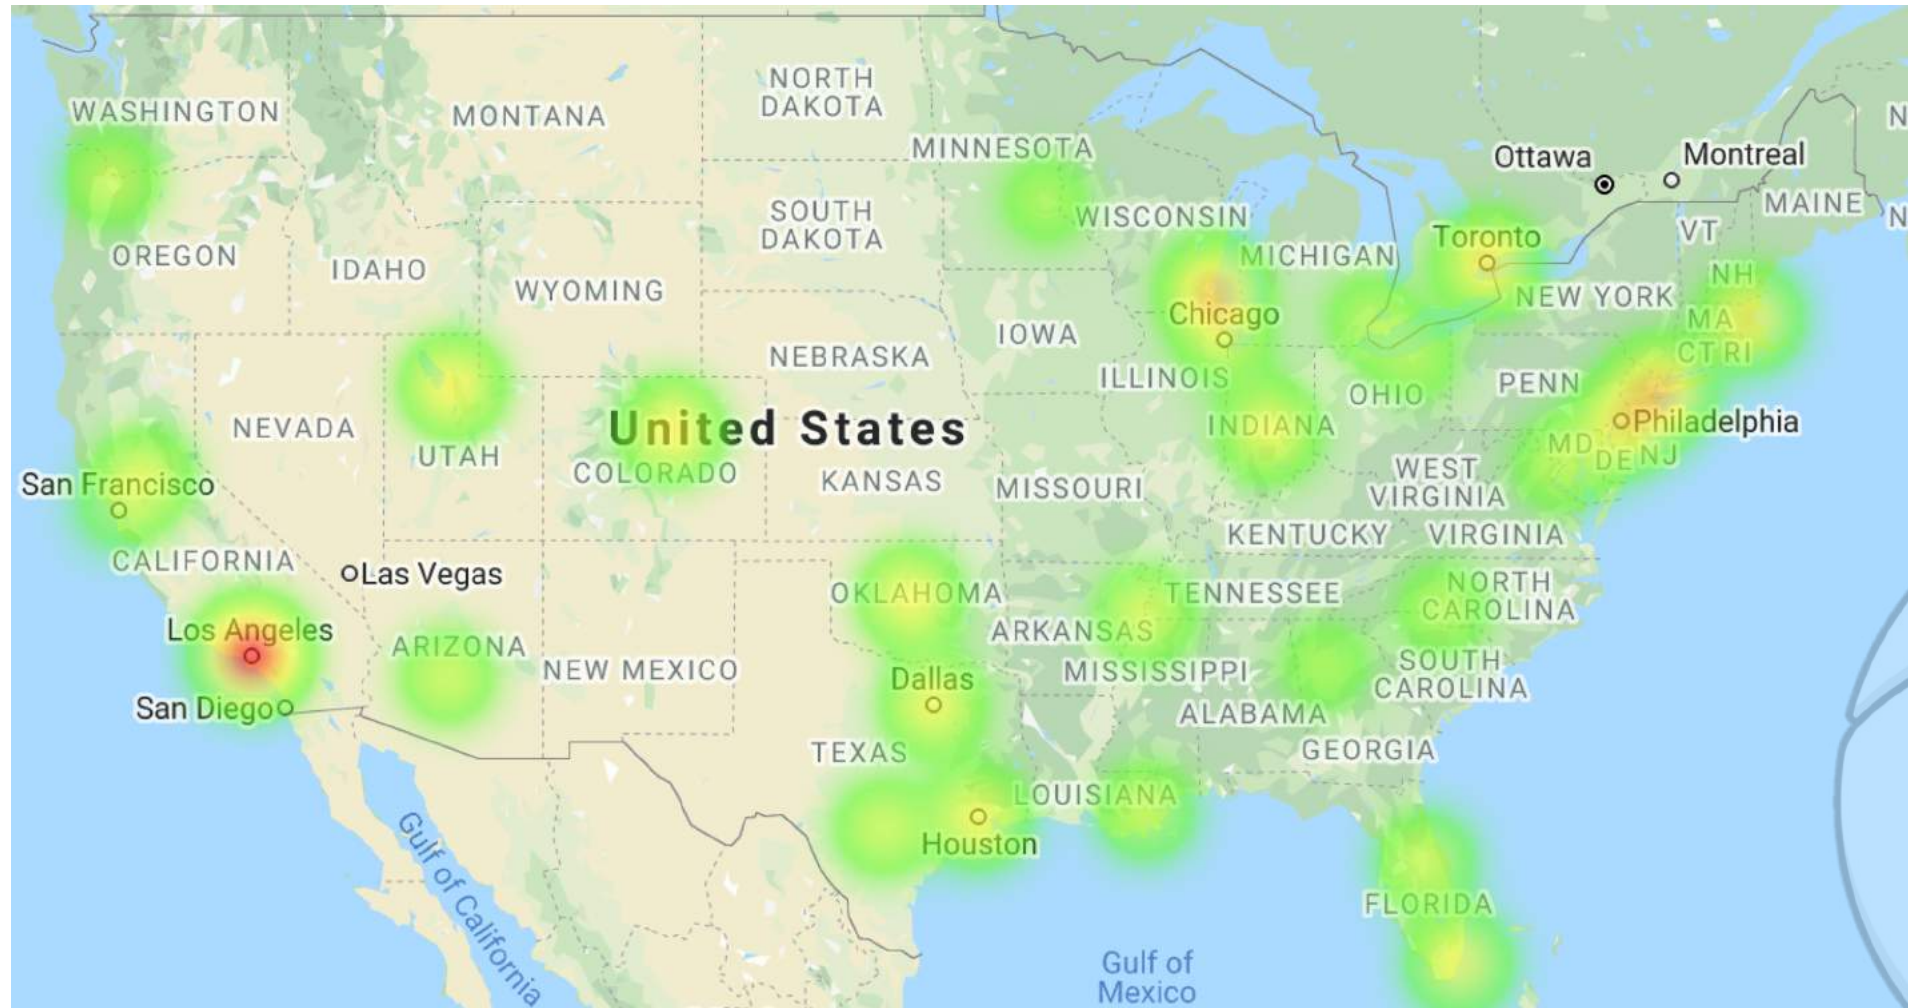 WASHINGTON
MONTANA
NORTH
DAKOTA
MINNESOTA
Ottawa
Montreal
MAINE
N
OREGON
IDAHO
WYOMING
SOUTH
DAKOTA
WISCONSIN
MICHIGAN
Toronto
VT
N
NH
NEW YORK
MA
CT RI
Chicago
IOWA
NEBRASKA
ILLINOIS
OHIO
PENN
NEVADA
UTAH
United States
COLORADO
KANSAS
MISSOURI
INDIANA
Philadelphia
MD
DE
NJ
WEST
VIRGINIA
San Francisco
KENTUCKY
VIRGINIA
CALIFORNIA
Las Vegas
OKLAHOMA
TENNESSEE
NORTH
CAROLINA
Los Angeles
ARIZONA
NEW MEXICO
ARKANSAS
Dallas
MISSISSIPPI
SOUTH
CAROLINA
San Diego
ALABAMA
TEXAS
GEORGIA
LOUISIANA
Houston
Gulf of California
FLORIDA
Gulf of
Mexico